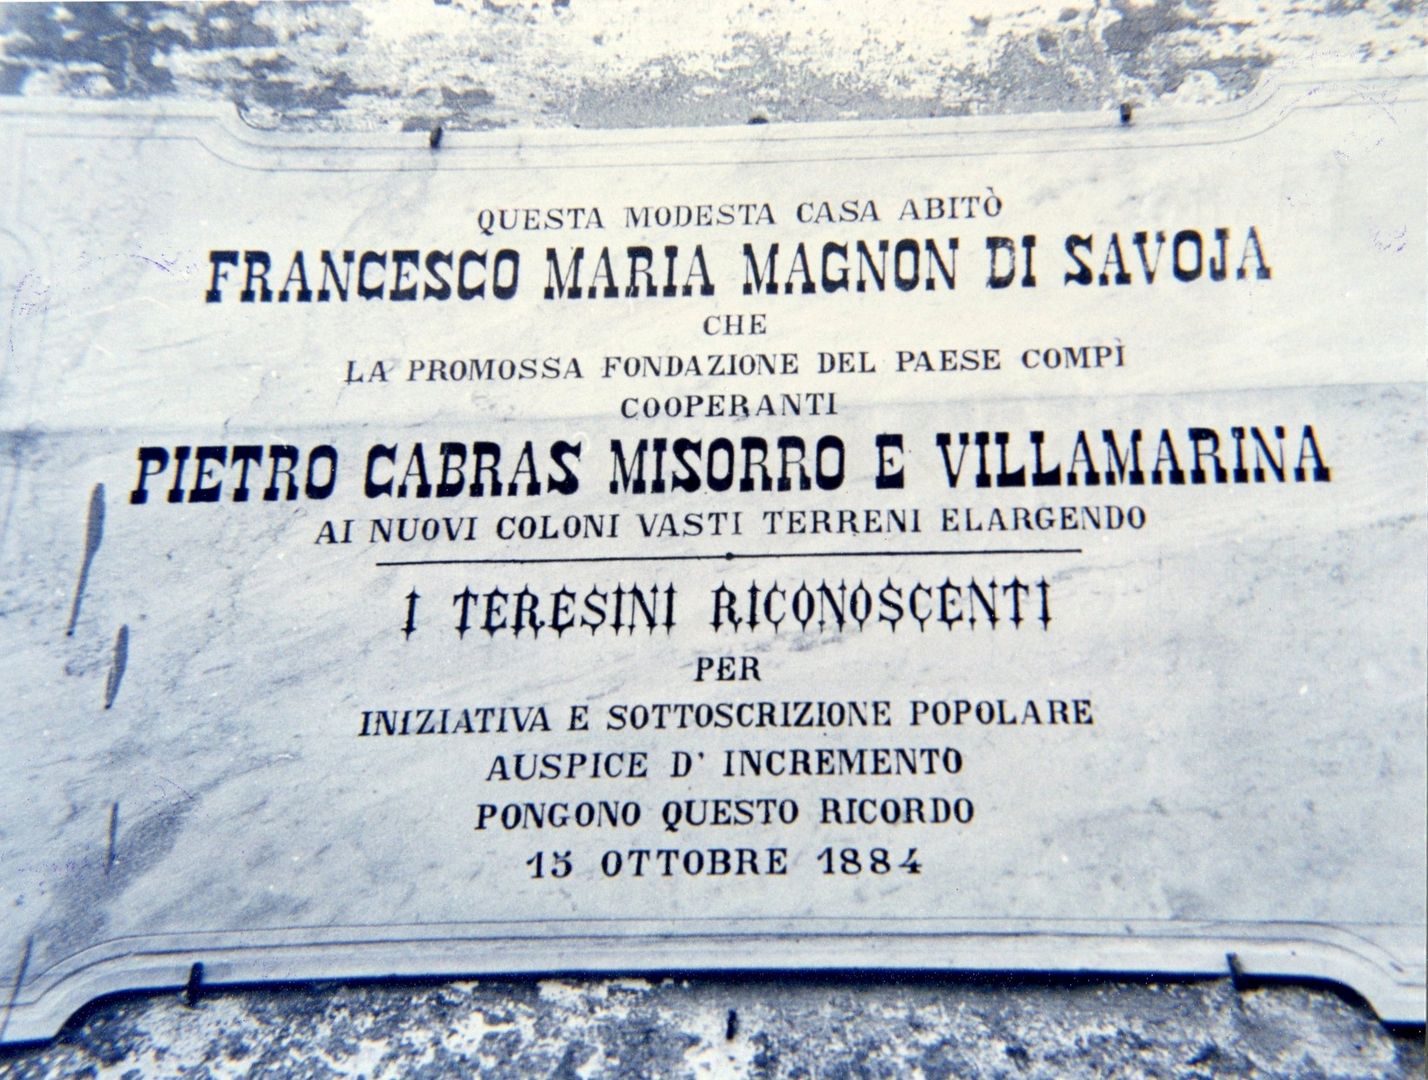 QUESTA MODESTA CASA ABITÒ
FRANCESCO MARIA MAGNON DI SAVOJA
CHE
LA PROMOSSA FONDAZIONE DEL PAESE COMPÌ
COOPERANTI
PIETRO CABRAS MISORRO E VILLAMARINA
AI NUOVI COLONI VASTI TERRENI ELARGENDO
I TERESINI RICONOSCENTI
PER
INIZIATIVA E SOTTOSCRIZIONE POPOLARE
AUSPICE D' INCREMENTO
PONGONO QUESTO RICORDO
15 OTTOBRE 1884